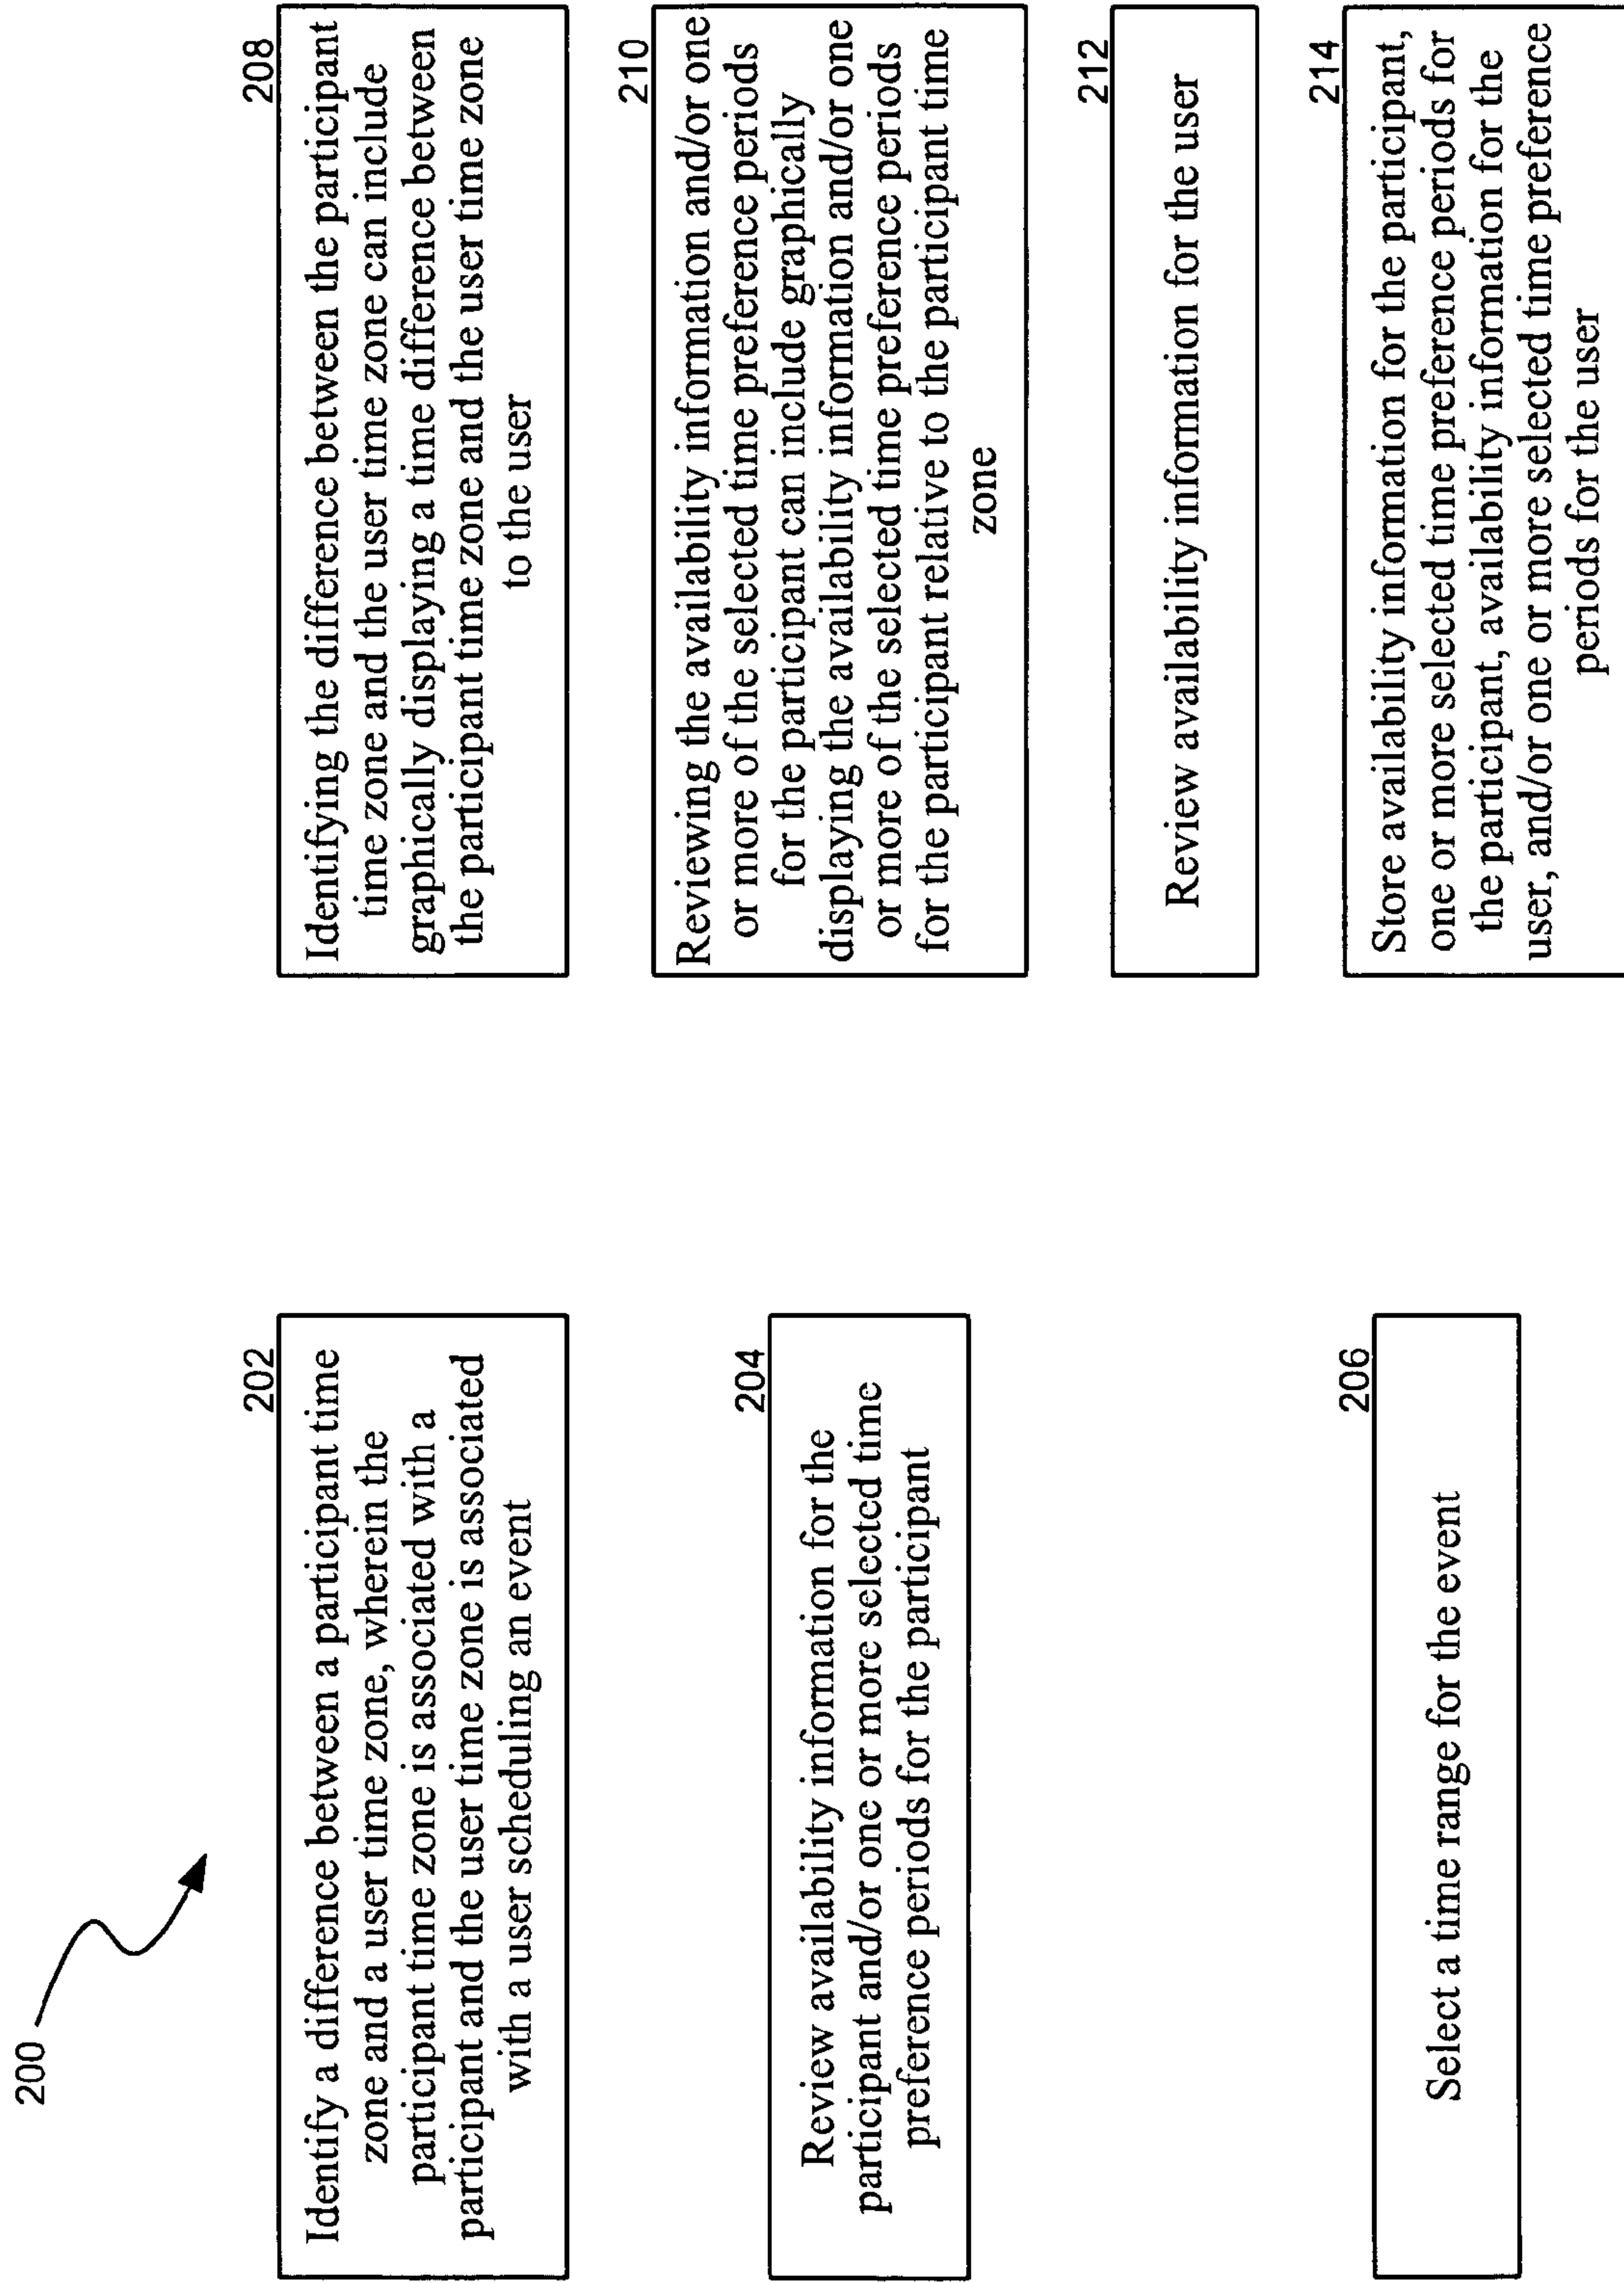 200
202
Identify a difference between a participant time
zone and a user time zone, wherein the
participant time zone is associated with a
participant and the user time zone is associated
with a user scheduling an event
204
Review availability information for the
participant and/or one or more selected time
preference periods for the participant
206
Select a time range for the event
208
Identifying the difference between the participant
time zone and the user time zone can include
graphically displaying a time difference between
the participant time zone and the user time zone
to the user
210
Reviewing the availability information and/or one
or more of the selected time preference periods
for the participant can include graphically
displaying the availability information and/or one
or more of the selected time preference periods
for the participant relative to the participant time
zone
212
Review availability information for the user
214
Store availability information for the participant,
one or more selected time preference periods for
the participant, availability information for the
user, and/or one or more selected time preference
periods for the user